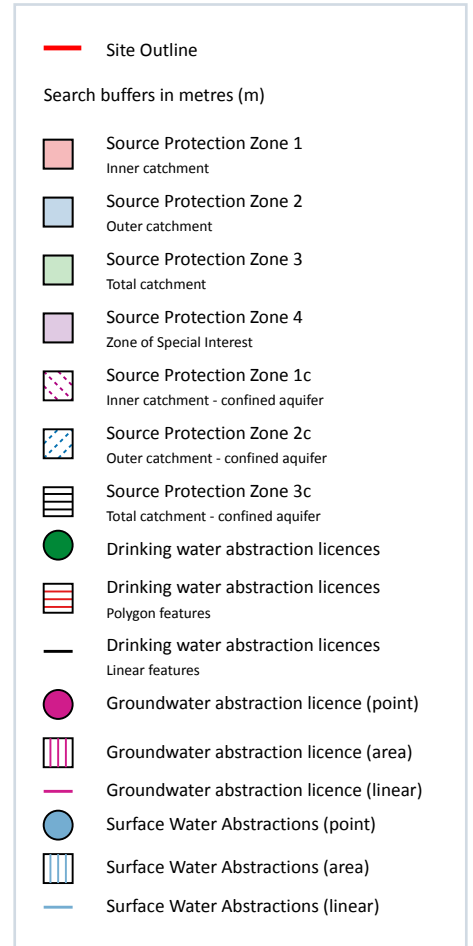 Site Outline
Search buffers in metres (m)
Source Protection Zone 1
Inner catchment
Source Protection Zone 2
Outer catchment
Source Protection Zone 3
Total catchment
Source Protection Zone 4
Zone of Special Interest
Source Protection Zone 1c
Inner catchment - confined aquifer
Source Protection Zone 2c
Outer catchment - confined aquifer
Source Protection Zone 3c
Total catchment - confined aquifer
Drinking water abstraction licences
Drinking water abstraction licences
Polygon features
Drinking water abstraction licences
Linear features
Groundwater abstraction licence (point)
Groundwater abstraction licence (area)
Groundwater abstraction licence (linear)
Surface Water Abstractions (point)
Surface Water Abstractions (area)
Surface Water Abstractions (linear)